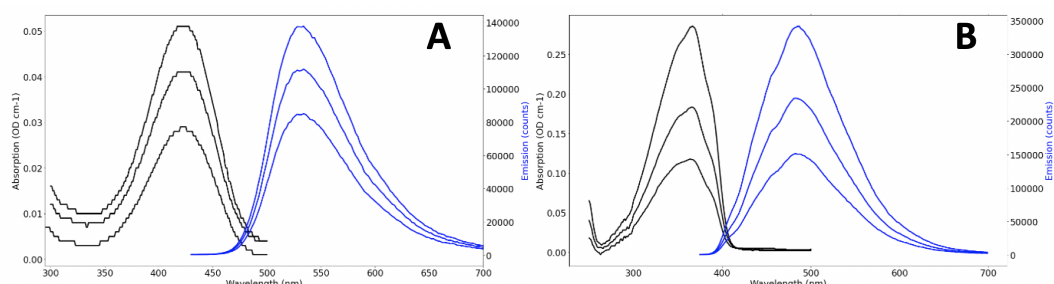 A
B
0.05
0.04
0.03
0.02
0.01
0.00
Absorption (OD cm-1)
140000
120000
100000
80000
60000
40000
20000
0
Emission (counts)
300 350 400 450 500 550 600 650 700
Wavelength (nm)
0.25
0.20
0.15
0.10
0.05
0.00
Absorption (OD cm-1)
350000
300000
250000
200000
150000
100000
50000
0
Emission (counts)
300 400 500 600 700
Wavelength (nm)